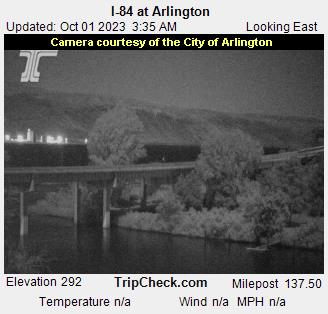 I-84 at Arlington
Updated: Oct 01 2023 3:35 AM Looking East
Camera courtesy of the City of Arlington
Elevation 292 TripCheck.com Milepost 137.50
Temperature n/a Wind n/a MPH n/a